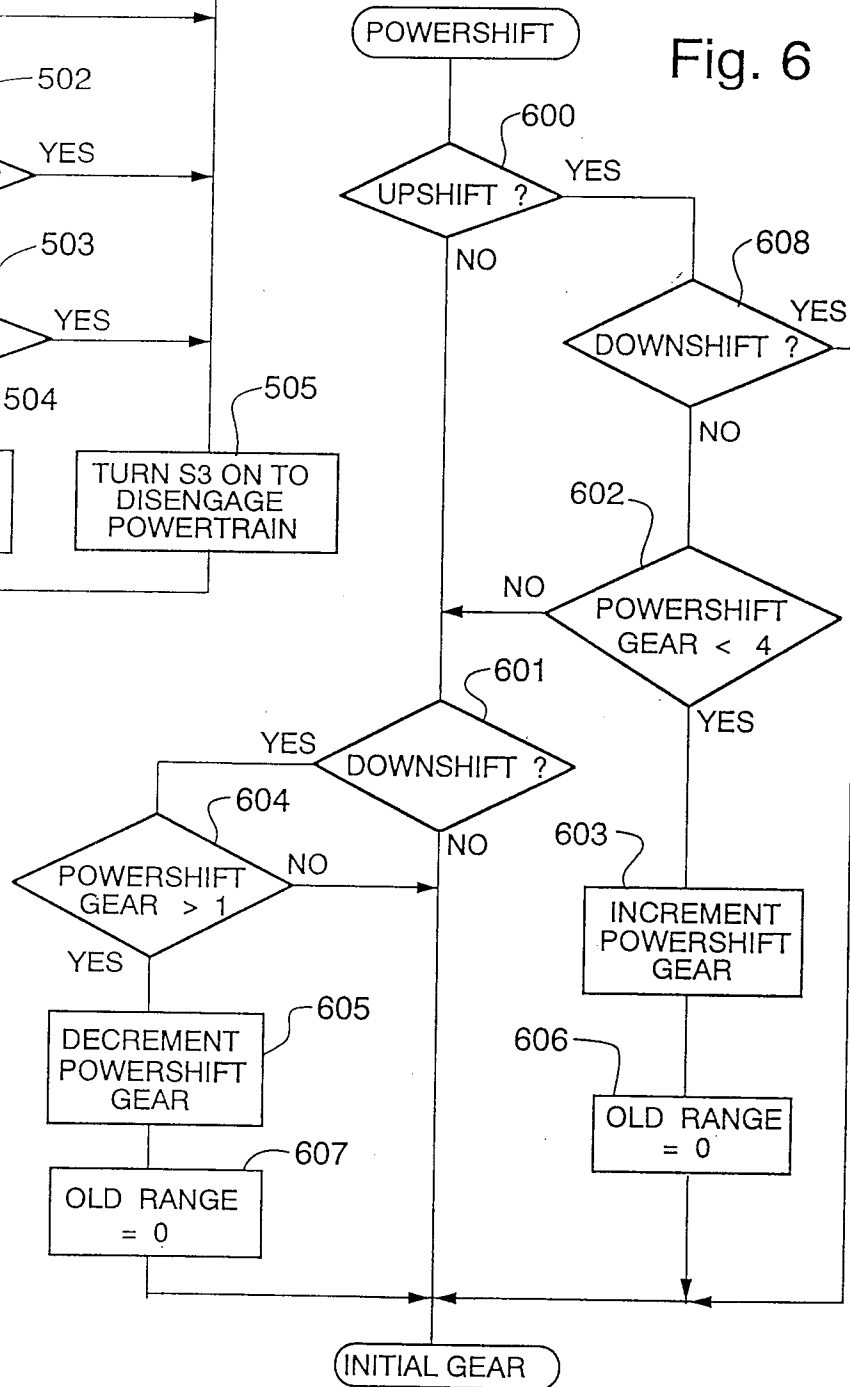 POWERSHIFT
Fig. 6
502
600
YES
UPSHIFT ?
YES
NO
503
608
YES
YES
DOWNSHIFT ?
504
505
NO
TURN S3 ON TO
DISENGAGE
POWERTRAIN
602
NO
POWERSHIFT
GEAR < 4
601
YES
YES
DOWNSHIFT ?
604
NO
603
POWERSHIFT
GEAR > 1
NO
YES
INCREMENT
POWERSHIFT
GEAR
605
DECREMENT
POWERSHIFT
GEAR
606
OLD RANGE
= 0
607
OLD RANGE
= 0
INITIAL GEAR